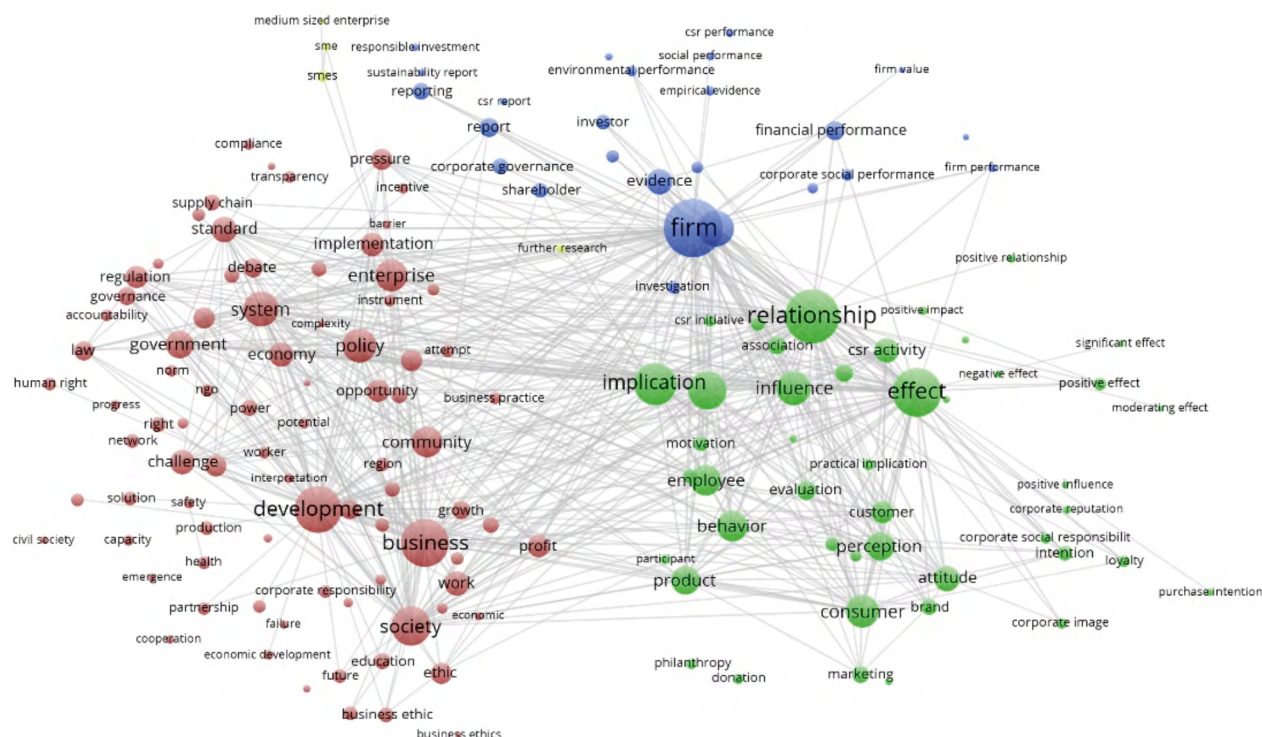 medium sized enterprise
csr performance
sme
responsible investment
social performance
smes
sustainability report
environmental performance
firm value
reporting
empirical evidence
csr report
report
investor
financial performance
compliance
pressure
corporate governance
evidence
corporate social performance
firm performance
transparency
incentive
shareholder
supply chain
standard
barrier
firm
implementation
further research
positive relationship
regulation
debate
enterprise
investigation
governance
instrument
accountability
system
relationship
positive impact
complexity
csr initiative
law
government
economy
policy
attempt
association
csr activity
significant effect
norm
human right
ngo
opportunity
implication
influence
effect
negative effect
positive effect
progress
power
business practice
moderating effect
right
potential
network
community
motivation
challenge
worker
region
practical implication
interpretation
employee
evaluation
positive influence
solution
safety
development
growth
customer
corporate reputation
production
behavior
civil society
capacity
business
profit
perception
corporate social responsibilit
intention
health
participant
loyalty
emergence
work
product
attitude
corporate responsibility
purchase intention
partnership
economic
consumer
brand
failure
society
corporate image
cooperation
economic development
education
philanthropy
future
ethic
donation
marketing
business ethic
business ethics